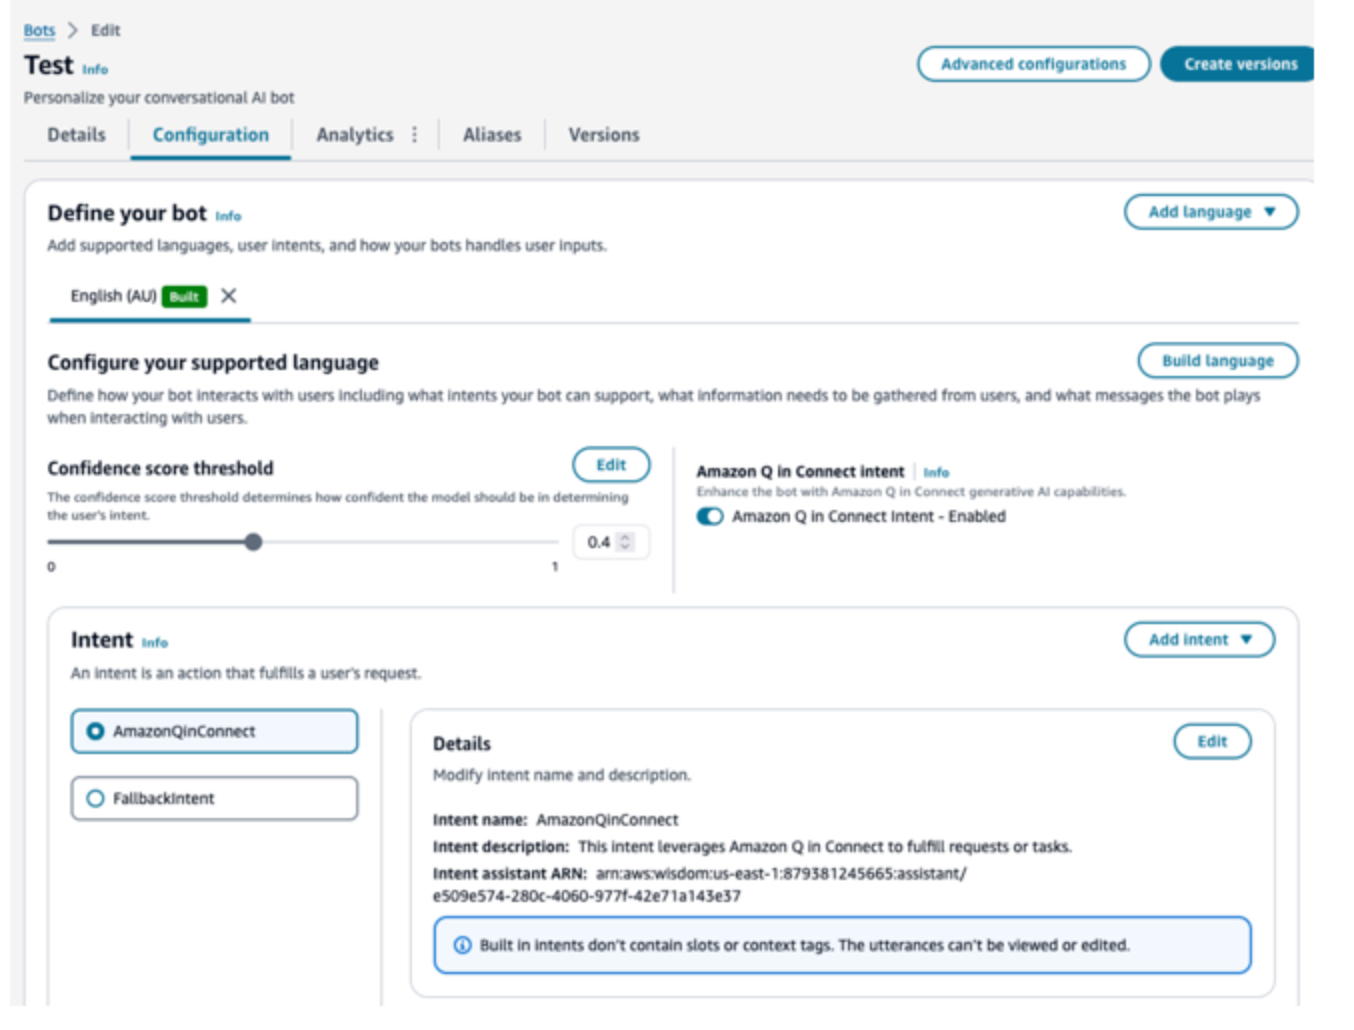 Bots > Edit
Test Info
Advanced configurations
Create versions
Personalize your conversational AI bot
Details
Configuration
Analytics
Aliases
Versions
Define your bot Info
Add language
Add supported languages, user intents, and how your bots handles user inputs.
English (AU) Built
Configure your supported language
Build language
Define how your bot interacts with users including what intents your bot can support, what information needs to be gathered from users, and what messages the bot plays
when interacting with users.
Confidence score threshold
Edit
The confidence score threshold determines how confident the model should be in determining
the user's intent.
0.4
0
1
Amazon Q in Connect intent Info
Enhance the bot with Amazon Q in Connect generative AI capabilities.
Amazon Q in Connect Intent - Enabled
Intent Info
Add intent
An intent is an action that fulfills a user's request.
AmazonQinConnect
FallbackIntent
Details
Edit
Modify intent name and description.
Intent name: AmazonQinConnect
Intent description: This intent leverages Amazon Q in Connect to fulfill requests or tasks.
Intent assistant ARN: arn:aws:wisdom:us-east-1:879381245665:assistant/
e509e574-280c-4060-977f-42e71a143e37
Built in intents don't contain slots or context tags. The utterances can't be viewed or edited.